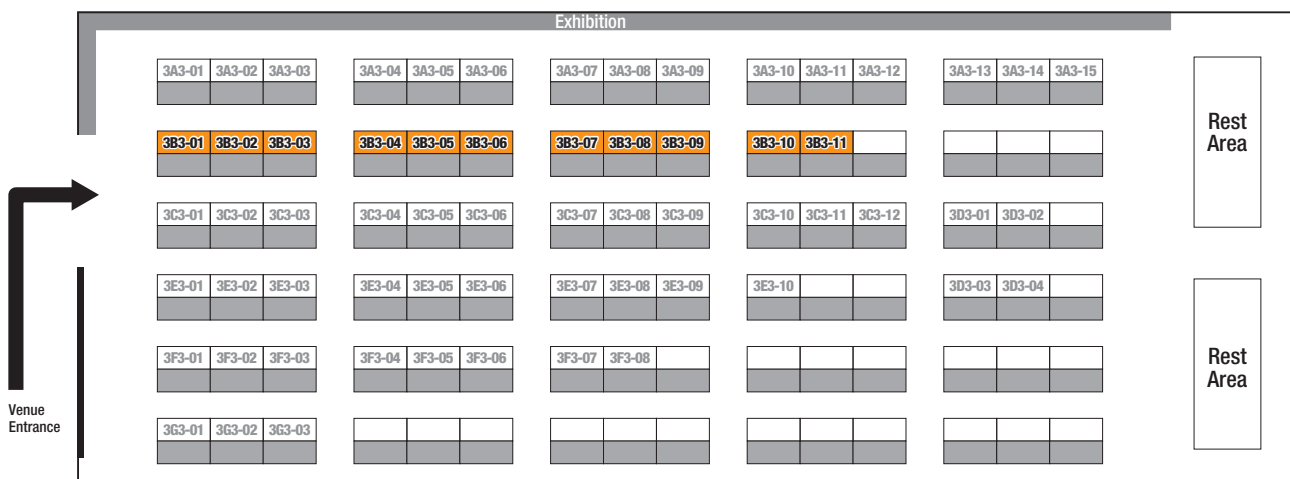 Exhibition
3A3-01 3A3-02 3A3-03 3A3-04 3A3-05 3A3-06 3A3-07 3A3-08 3A3-09 3A3-10 3A3-11 3A3-12 3A3-13 3A3-14 3A3-15
3B3-01 3B3-02 3B3-03 3B3-04 3B3-05 3B3-06 3B3-07 3B3-08 3B3-09 3B3-10 3B3-11
Rest
Area
3C3-01 3C3-02 3C3-03 3C3-04 3C3-05 3C3-06 3C3-07 3C3-08 3C3-09 3C3-10 3C3-11 3C3-12 3D3-01 3D3-02
3E3-01 3E3-02 3E3-03 3E3-04 3E3-05 3E3-06 3E3-07 3E3-08 3E3-09 3E3-10 3D3-03 3D3-04
3F3-01 3F3-02 3F3-03 3F3-04 3F3-05 3F3-06 3F3-07 3F3-08
Rest
Area
Venue
Entrance
3G3-01 3G3-02 3G3-03